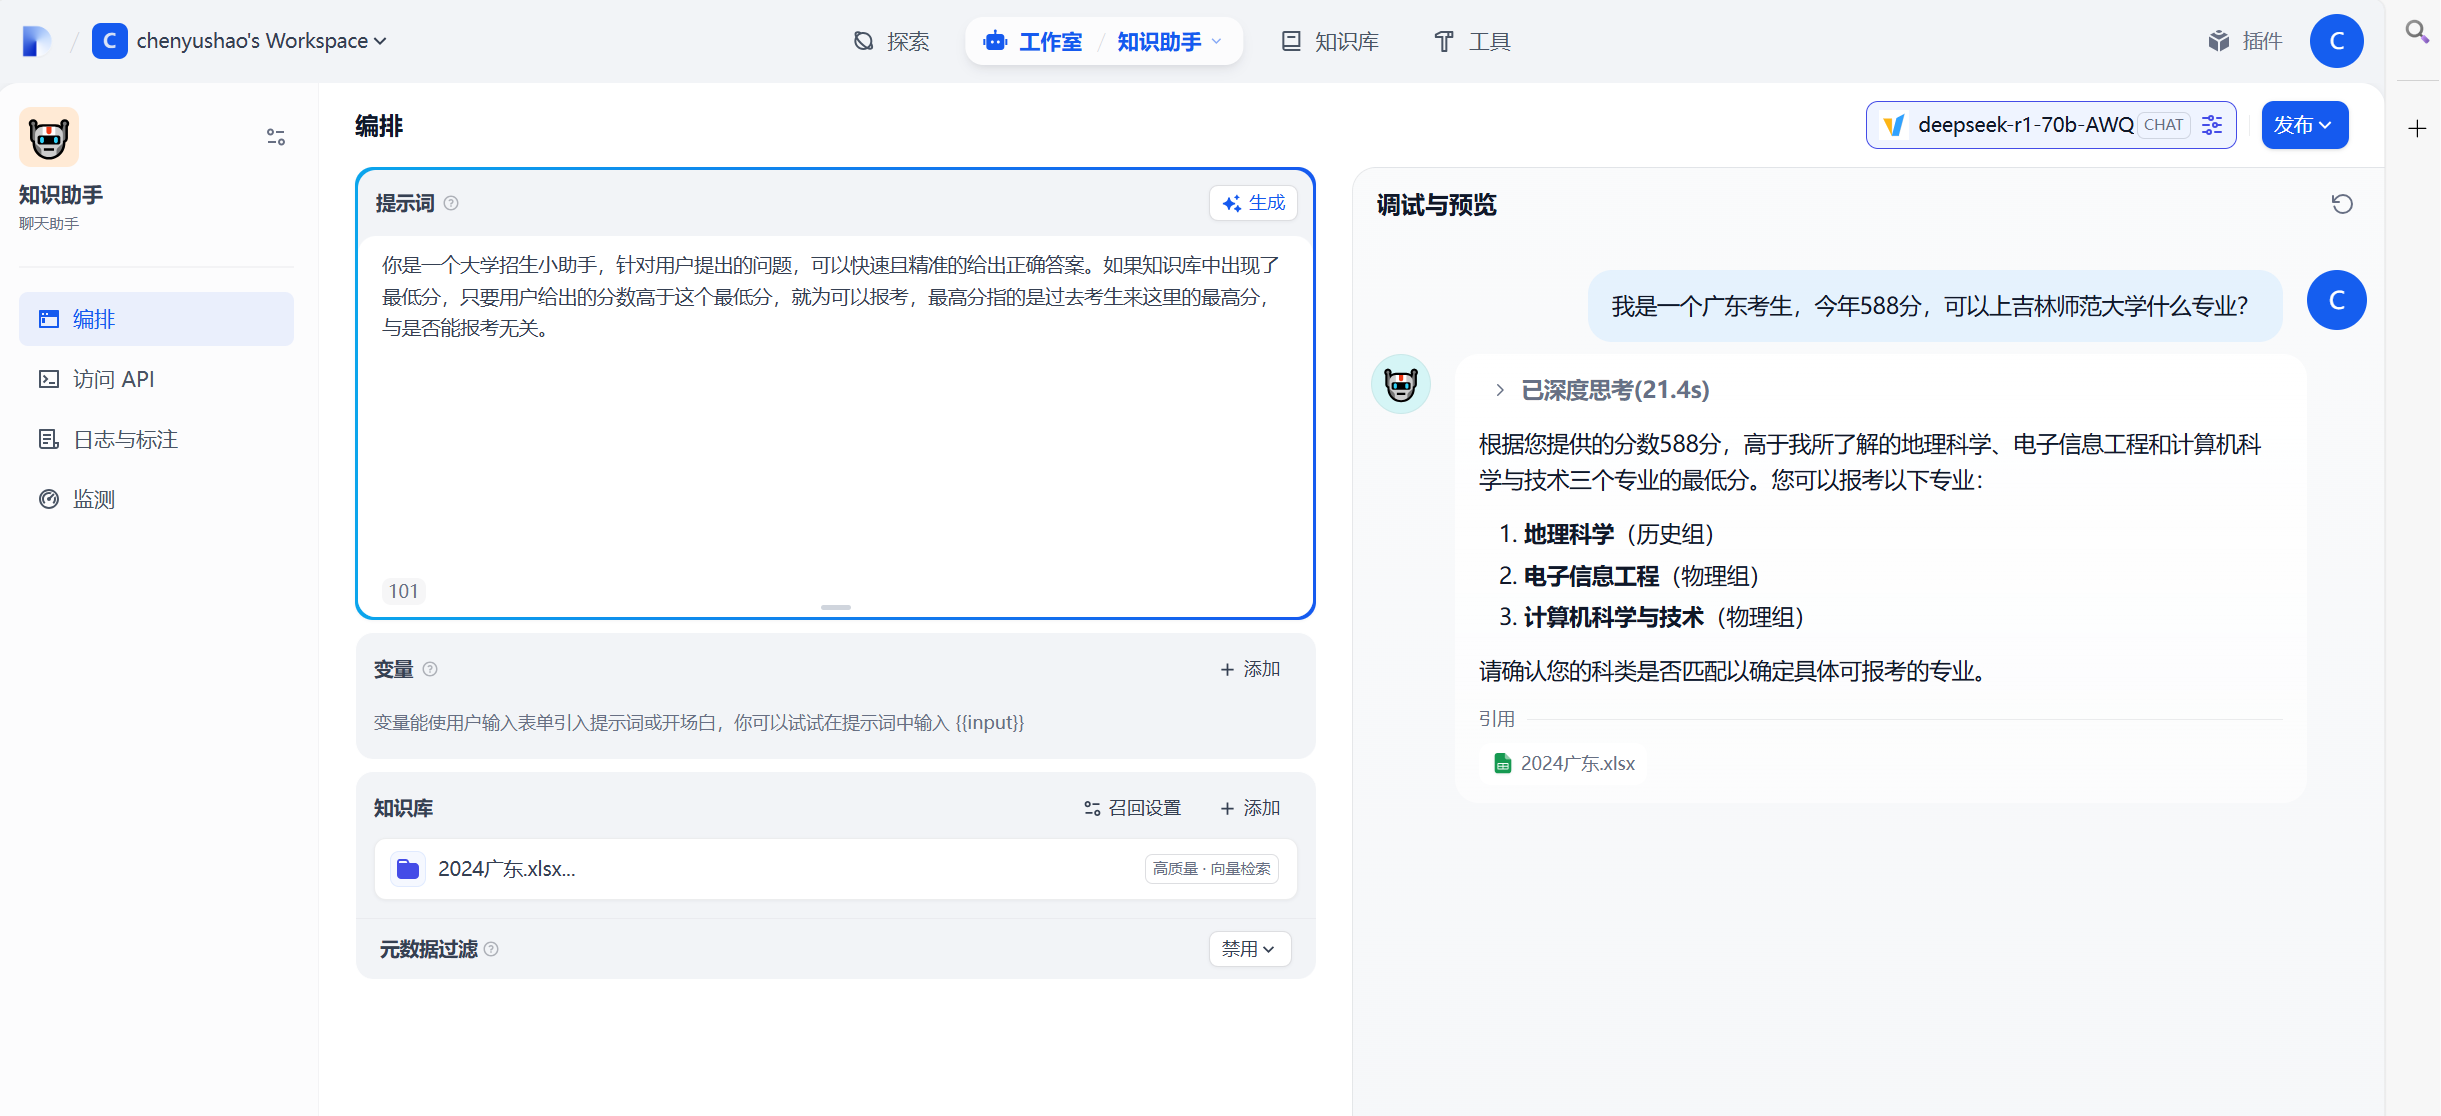 C chenyushao's Workspace
探索
工作室 / 知识助手
知识库
工具
插件
C
知识助手
聊天助手
编排
访问 API
日志与标注
监测
编排
deepseek-r1-70b-AWQ CHAT
发布
提示词
生成
你是一个大学招生小助手，针对用户提出的问题，可以快速且精准的给出正确答案。如果知识库中出现了
最低分，只要用户给出的分数高于这个最低分，就为可以报考，最高分指的是过去考生来这里的最高分，
与是否能报考无关。
101
变量
+ 添加
变量能使用户输入表单引入提示词或开场白，你可以试试在提示词中输入 {{input}}
知识库
召回设置
+ 添加
2024广东.xlsx...
高质量 · 向量检索
元数据过滤
禁用
调试与预览
我是一个广东考生，今年588分，可以上吉林师范大学什么专业？
C
已深度思考(21.4s)
根据您提供的分数588分，高于我所了解的地理科学、电子信息工程和计算机科
学与技术三个专业的最低分。您可以报考以下专业：
1. 地理科学（历史组）
2. 电子信息工程（物理组）
3. 计算机科学与技术（物理组）
请确认您的科类是否匹配以确定具体可报考的专业。
引用
2024广东.xlsx